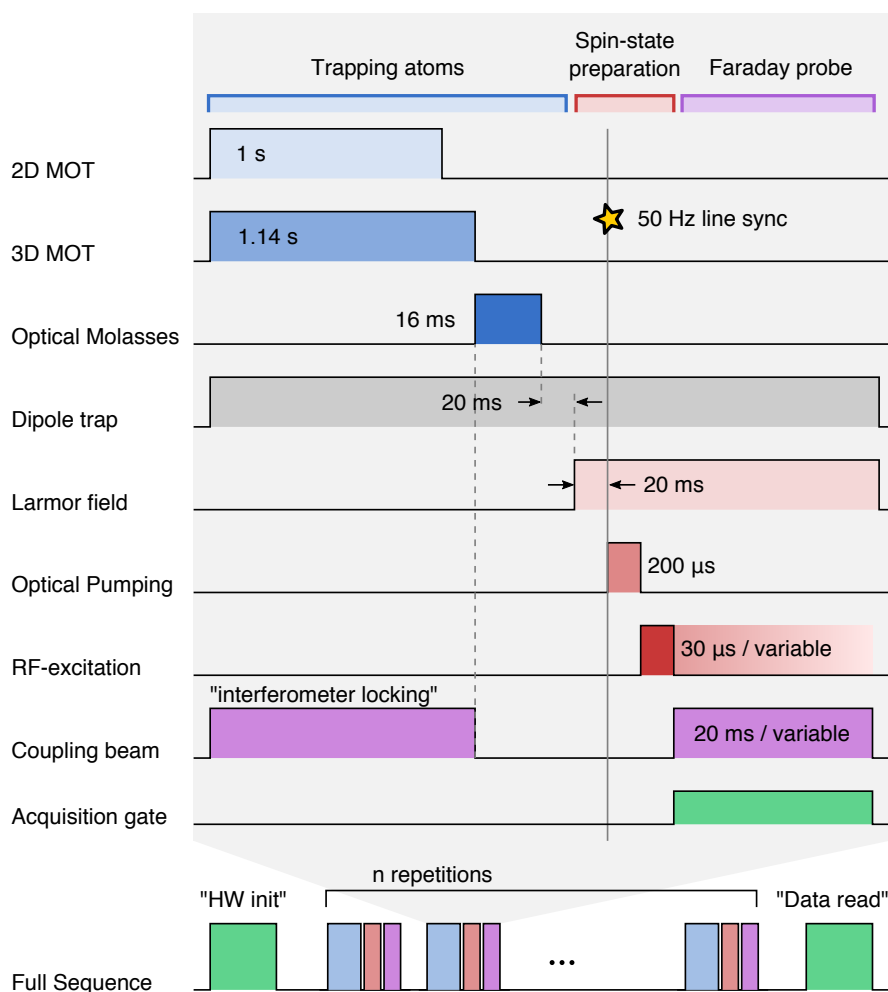 Spin-state
preparation
Trapping atoms
Faraday probe
2D MOT
1 s
50 Hz line sync
3D MOT
1.14 s
Optical Molasses
16 ms
Dipole trap
20 ms
Larmor field
20 ms
Optical Pumping
200 µs
RF-excitation
30 µs / variable
"interferometer locking"
Coupling beam
20 ms / variable
Acquisition gate
n repetitions
"HW init"
"Data read"
...
Full Sequence